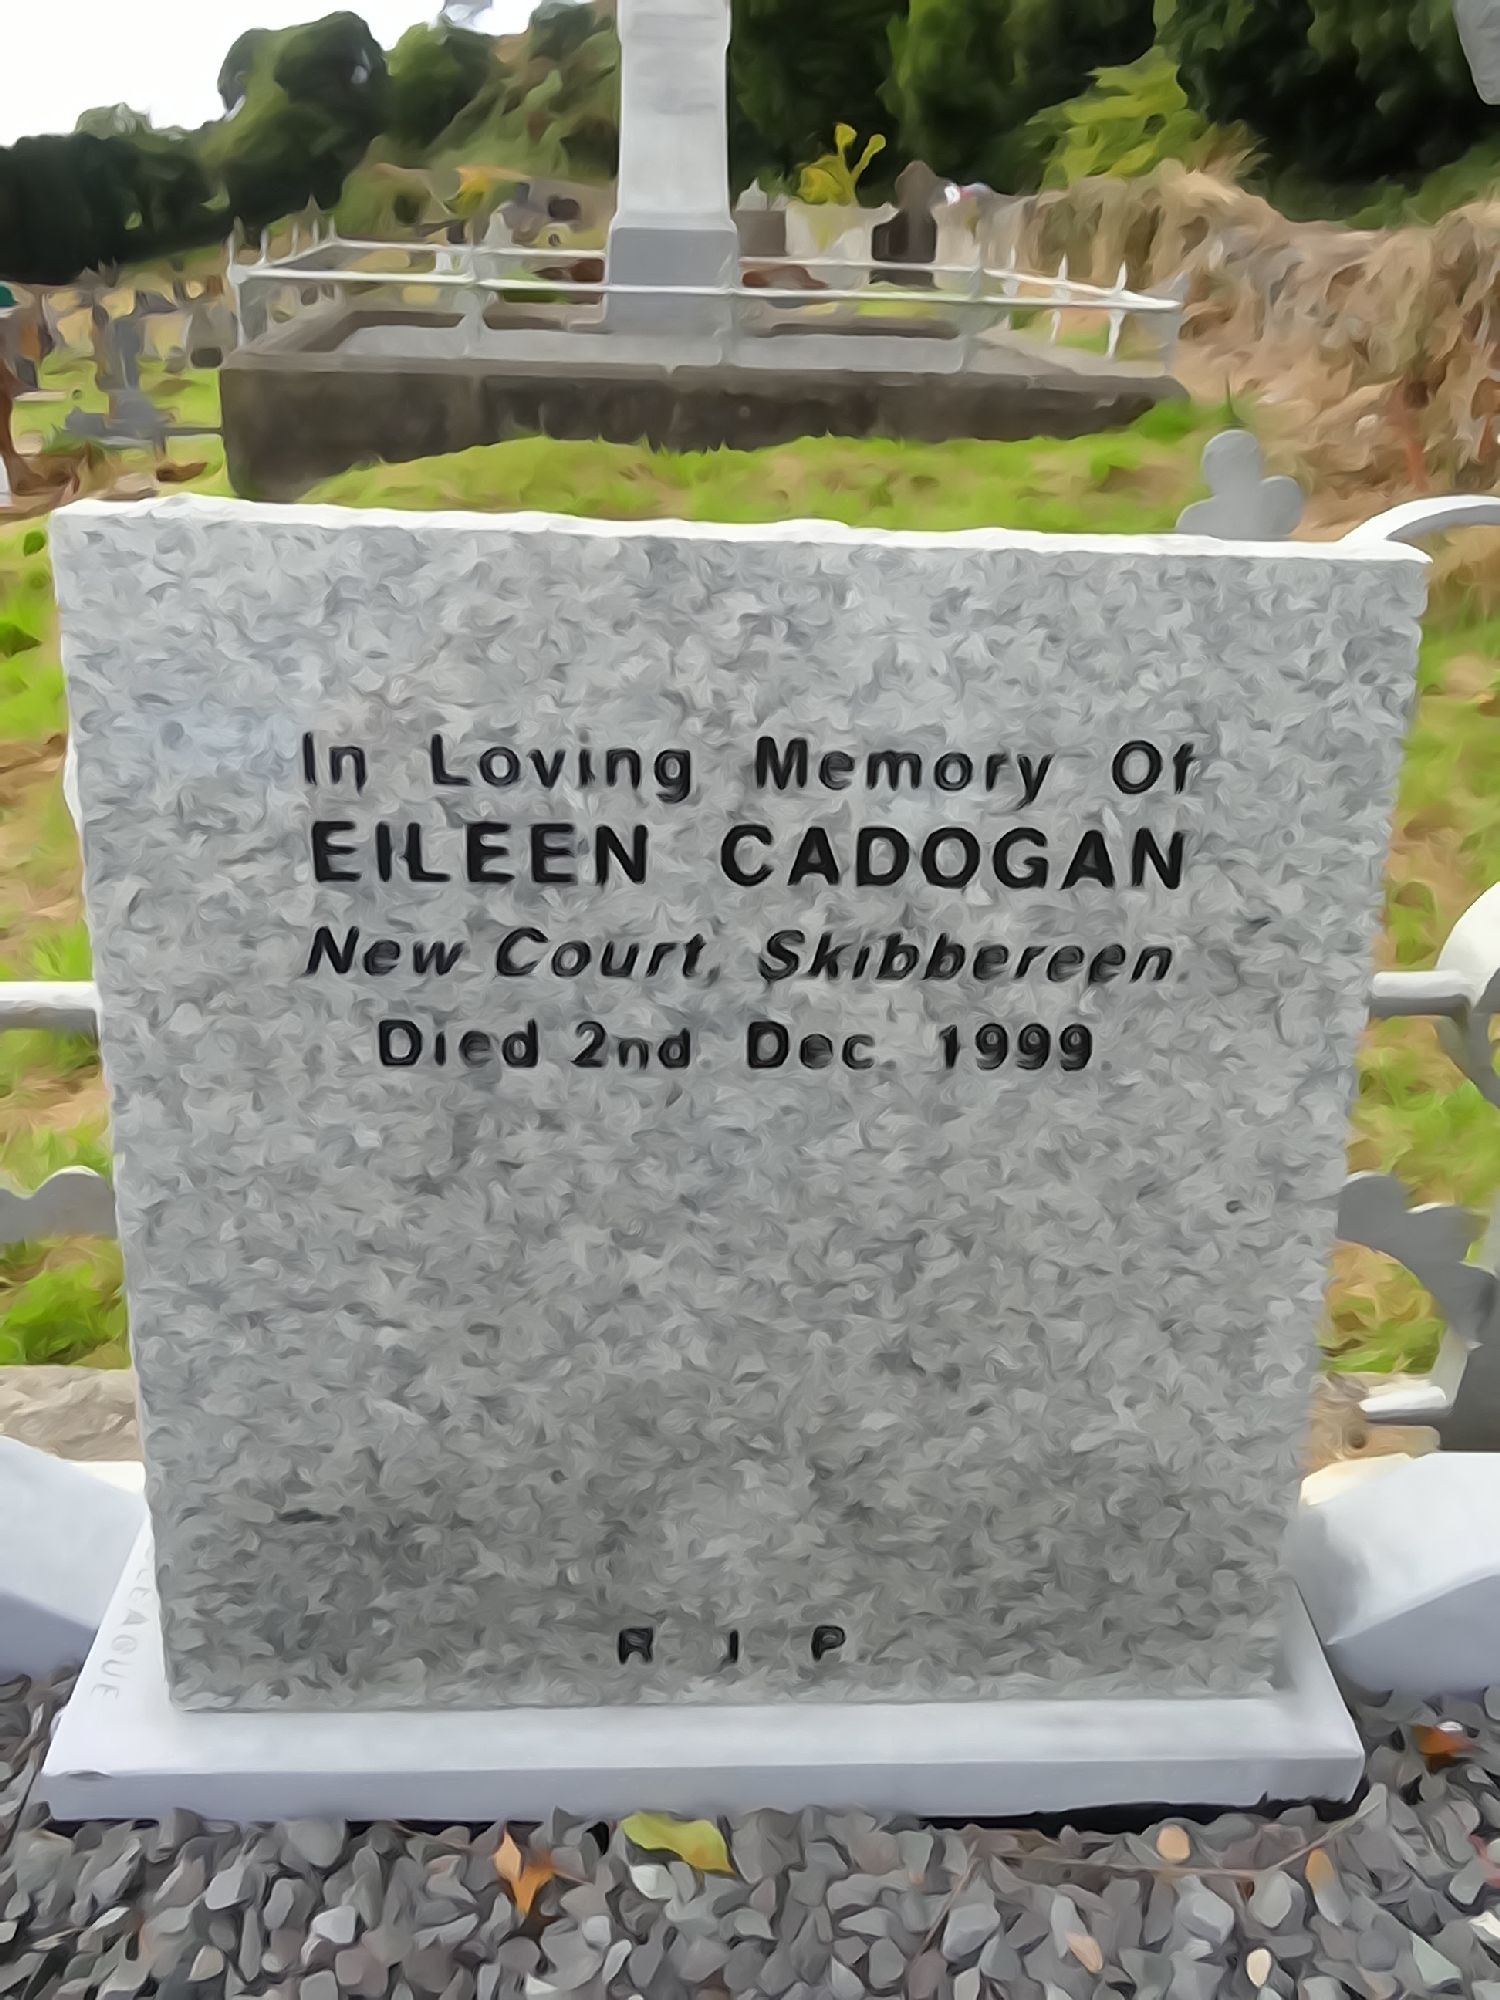 In Loving Memory Of
EILEEN CADOGAN
New Court, Skibbereen.
Died 2nd. Dec. 1999.
R I P